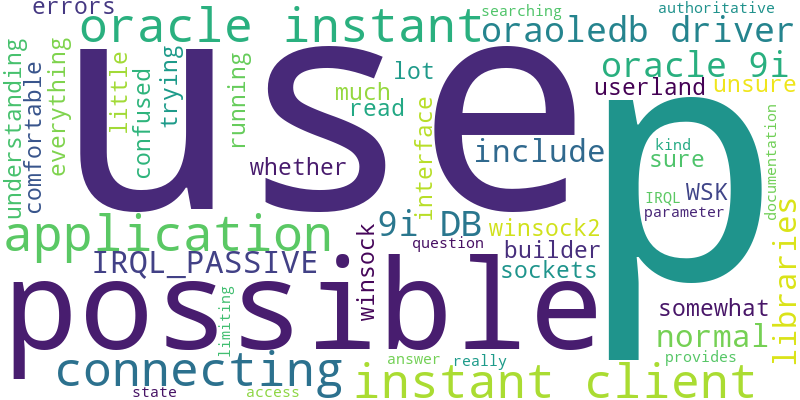 errors
oracle instant
searching
authoritative
oraoledb driver
use
p
understanding
comfortable
everything
little
confused
trying
running
lot
much
read
interface
oracle 9i
userland
unsure
include
whether
sure
kind
IRQL
WSK
parameter
documentation
application
9i DB
winsock2
question
builder
sockets
IRQL_PASSIVE
winsock
possible
libraries
somewhat
normal
provides
limiting
connecting
answer
really
state
access
instant client